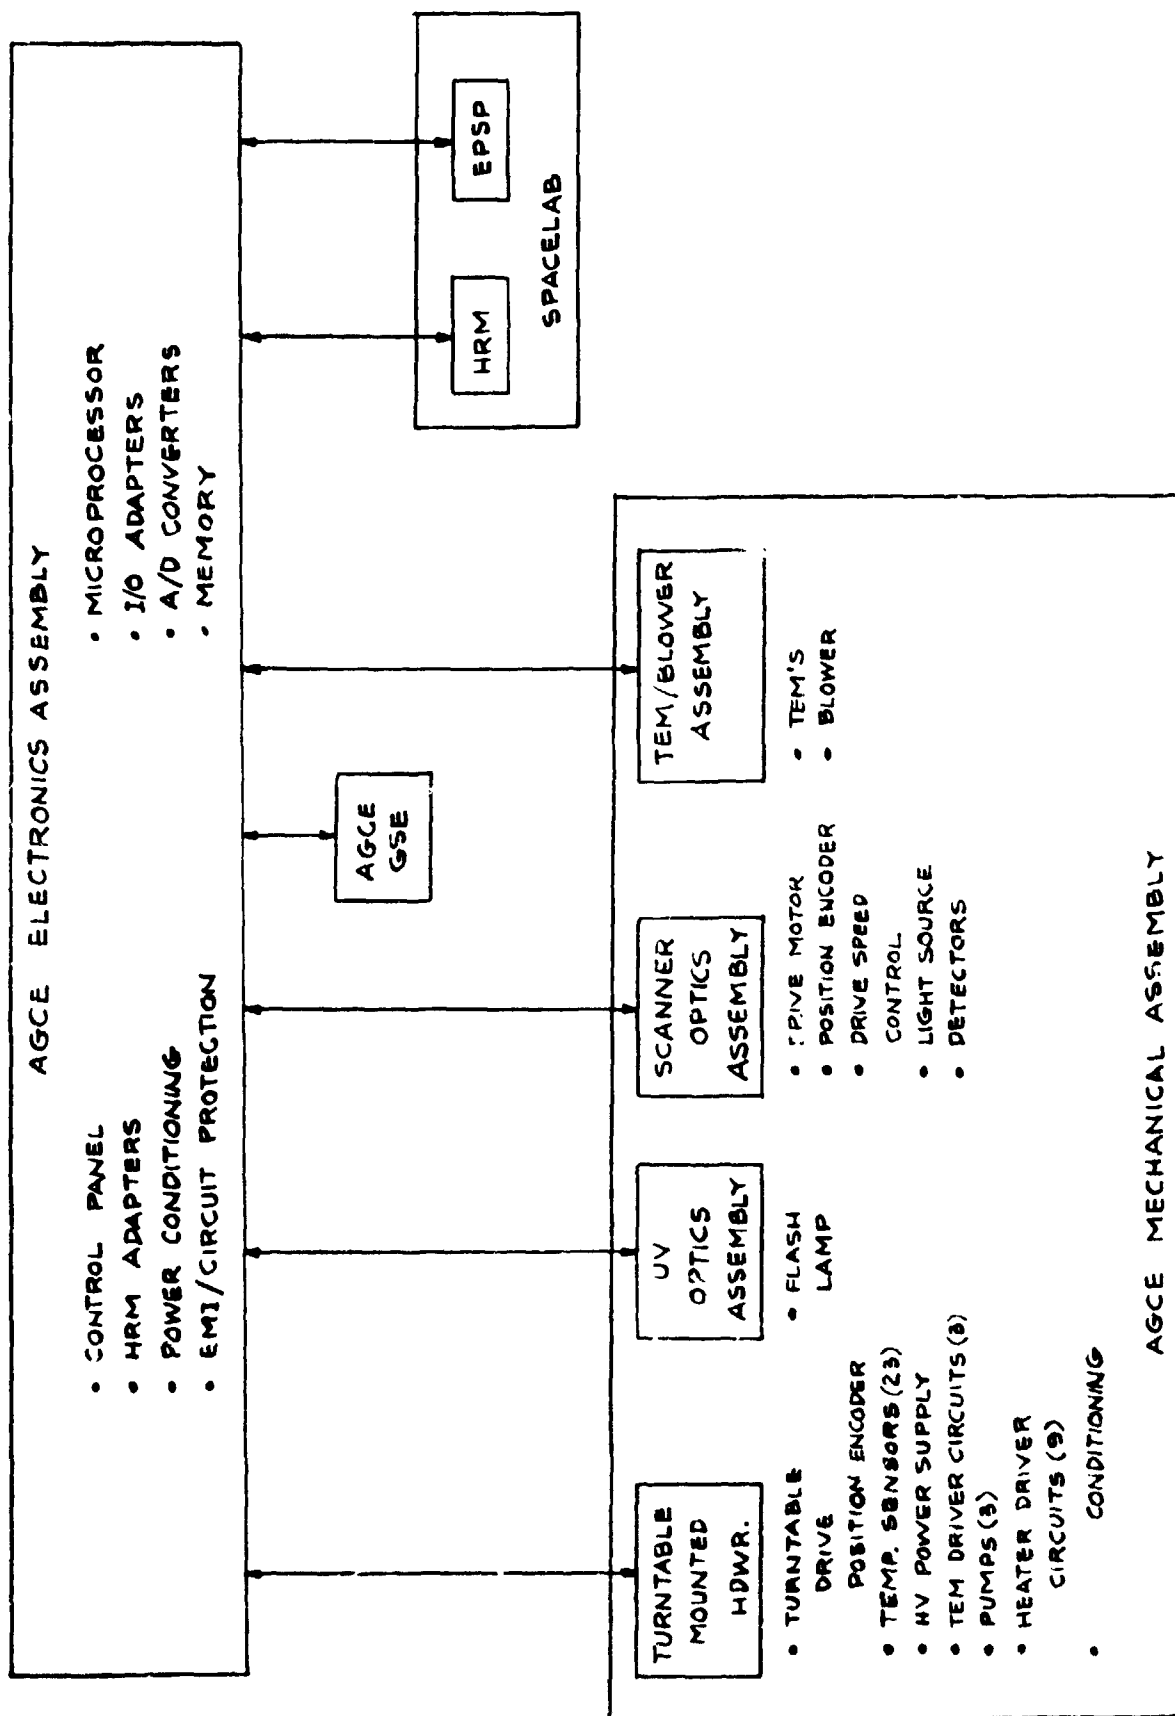 AGCE ELECTRONICS ASSEMBLY
• CONTROL PANEL
• HRM ADAPTERS
• POWER CONDITIONING
• EMI/CIRCUIT PROTECTION
• MICROPROCESSOR
• I/O ADAPTERS
• A/D CONVERTERS
• MEMORY
AGCE
GSE
HRM
EPSP
SPACELAB
TURNTABLE
MOUNTED
HDWR.
• TURNTABLE
DRIVE
POSITION ENCODER
• TEMP. SENSORS (23)
• HV POWER SUPPLY
• TEM DRIVER CIRCUITS (3)
• PUMPS (3)
• HEATER DRIVER
CIRCUITS (9)
• CONDITIONING
UV
OPTICS
ASSEMBLY
• FLASH
LAMP
SCANNER
OPTICS
ASSEMBLY
• DRIVE MOTOR
• POSITION ENCODER
• DRIVE SPEED
CONTROL
• LIGHT SOURCE
• DETECTORS
TEM/BLOWER
ASSEMBLY
• TEM'S
• BLOWER
AGCE MECHANICAL ASSEMBLY